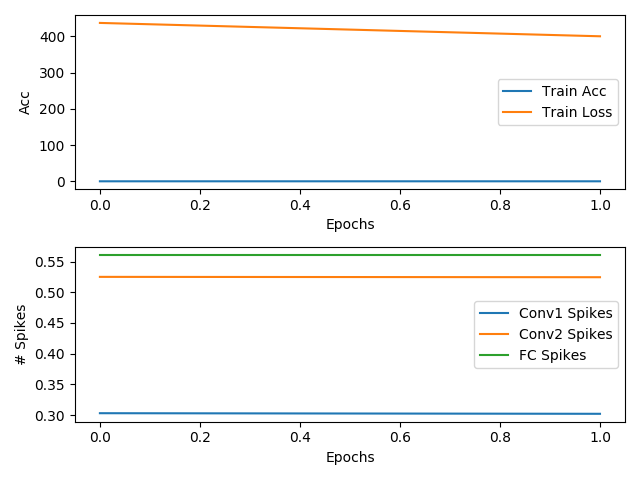 400
300
200
100
0
Acc
Train Acc
Train Loss
0.0 0.2 0.4 0.6 0.8 1.0
Epochs
0.55
0.50
0.45
0.40
0.35
0.30
# Spikes
Conv1 Spikes
Conv2 Spikes
FC Spikes
0.0 0.2 0.4 0.6 0.8 1.0
Epochs